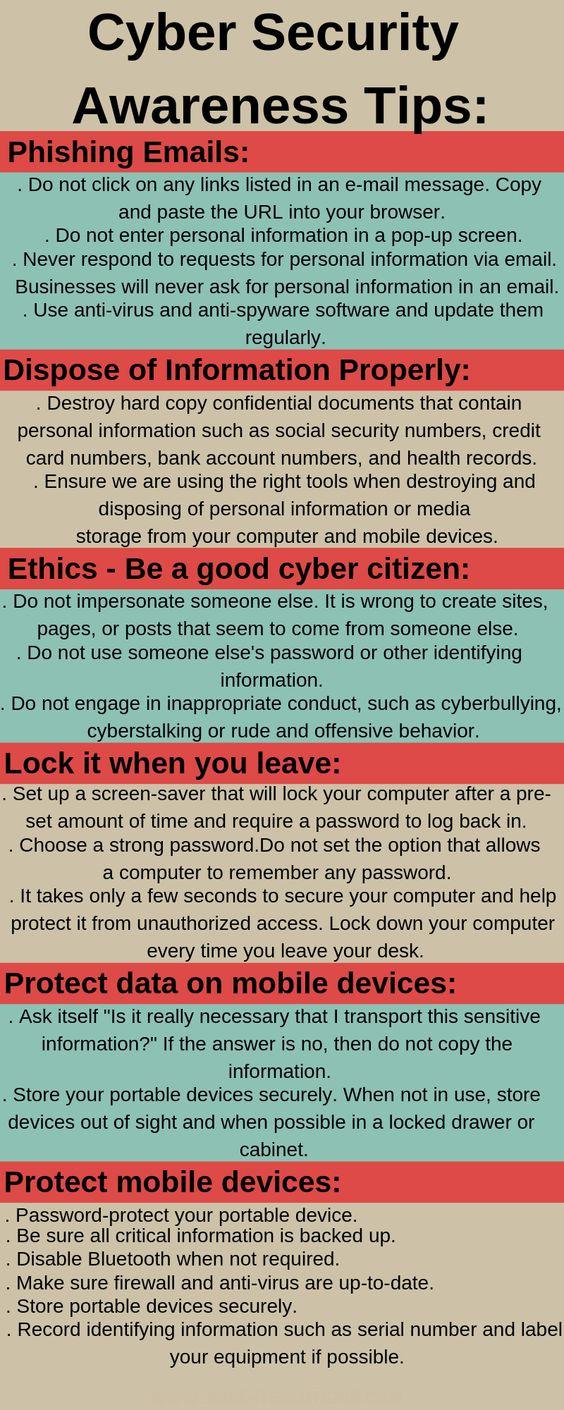 Cyber Security
Awareness Tips:
Phishing Emails:
. Do not click on any links listed in an e-mail message. Copy
and paste the URL into your browser.
. Do not enter personal information in a pop-up screen.
. Never respond to requests for personal information via email.
Businesses will never ask for personal information in an email.
. Use anti-virus and anti-spyware software and update them
regularly.
Dispose of Information Properly:
. Destroy hard copy confidential documents that contain
personal information such as social security numbers, credit
card numbers, bank account numbers, and health records.
. Ensure we are using the right tools when destroying and
disposing of personal information or media
storage from your computer and mobile devices.
Ethics - Be a good cyber citizen:
. Do not impersonate someone else. It is wrong to create sites,
pages, or posts that seem to come from someone else.
. Do not use someone else's password or other identifying
information.
. Do not engage in inappropriate conduct, such as cyberbullying,
cyberstalking or rude and offensive behavior.
Lock it when you leave:
. Set up a screen-saver that will lock your computer after a pre-
set amount of time and require a password to log back in.
. Choose a strong password.Do not set the option that allows
a computer to remember any password.
. It takes only a few seconds to secure your computer and help
protect it from unauthorized access. Lock down your computer
every time you leave your desk.
Protect data on mobile devices:
. Ask itself "Is it really necessary that I transport this sensitive
information?" If the answer is no, then do not copy the
information.
. Store your portable devices securely. When not in use, store
devices out of sight and when possible in a locked drawer or
cabinet.
Protect mobile devices:
. Password-protect your portable device.
. Be sure all critical information is backed up.
. Disable Bluetooth when not required.
. Make sure firewall and anti-virus are up-to-date.
. Store portable devices securely.
. Record identifying information such as serial number and label
your equipment if possible.